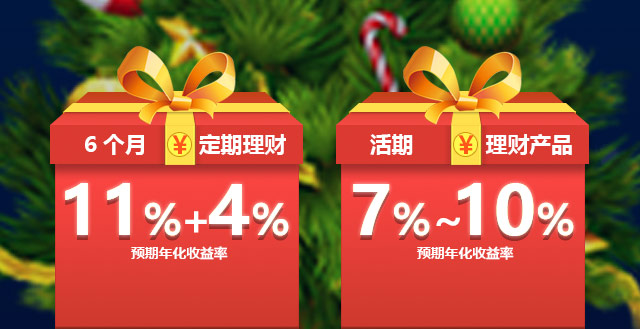 6个月 ¥ 定期理财
11%+4%
预期年化收益率
活期 ¥ 理财产品
7%~10%
预期年化收益率